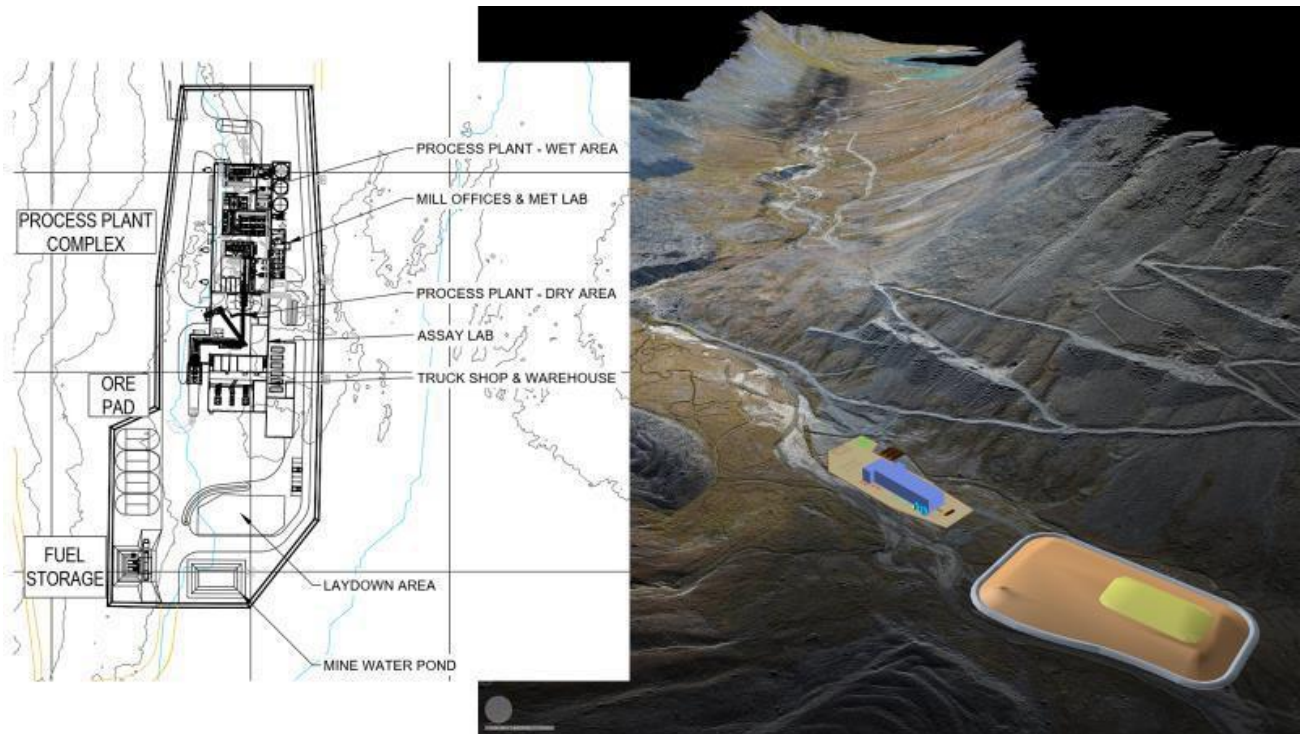 PROCESS PLANT - WET AREA
MILL OFFICES & MET LAB
PROCESS PLANT
COMPLEX
PROCESS PLANT - DRY AREA
ASSAY LAB
TRUCK SHOP & WAREHOUSE
ORE
PAD
FUEL
STORAGE
LAYDOWN AREA
MINE WATER POND